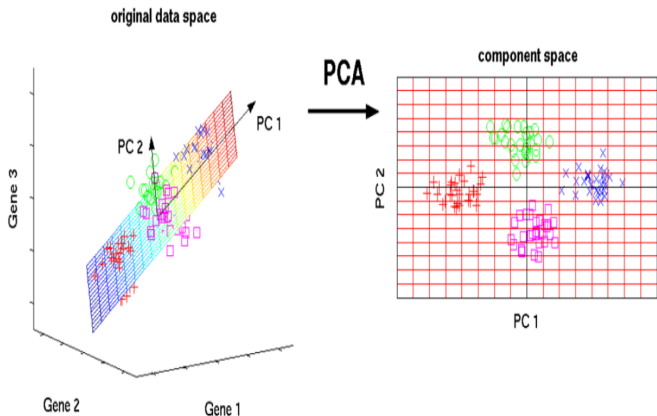 original data space
component space
PCA
PC 1
PC 2
Gene 3
PC 2
PC 1
Gene 2
Gene 1